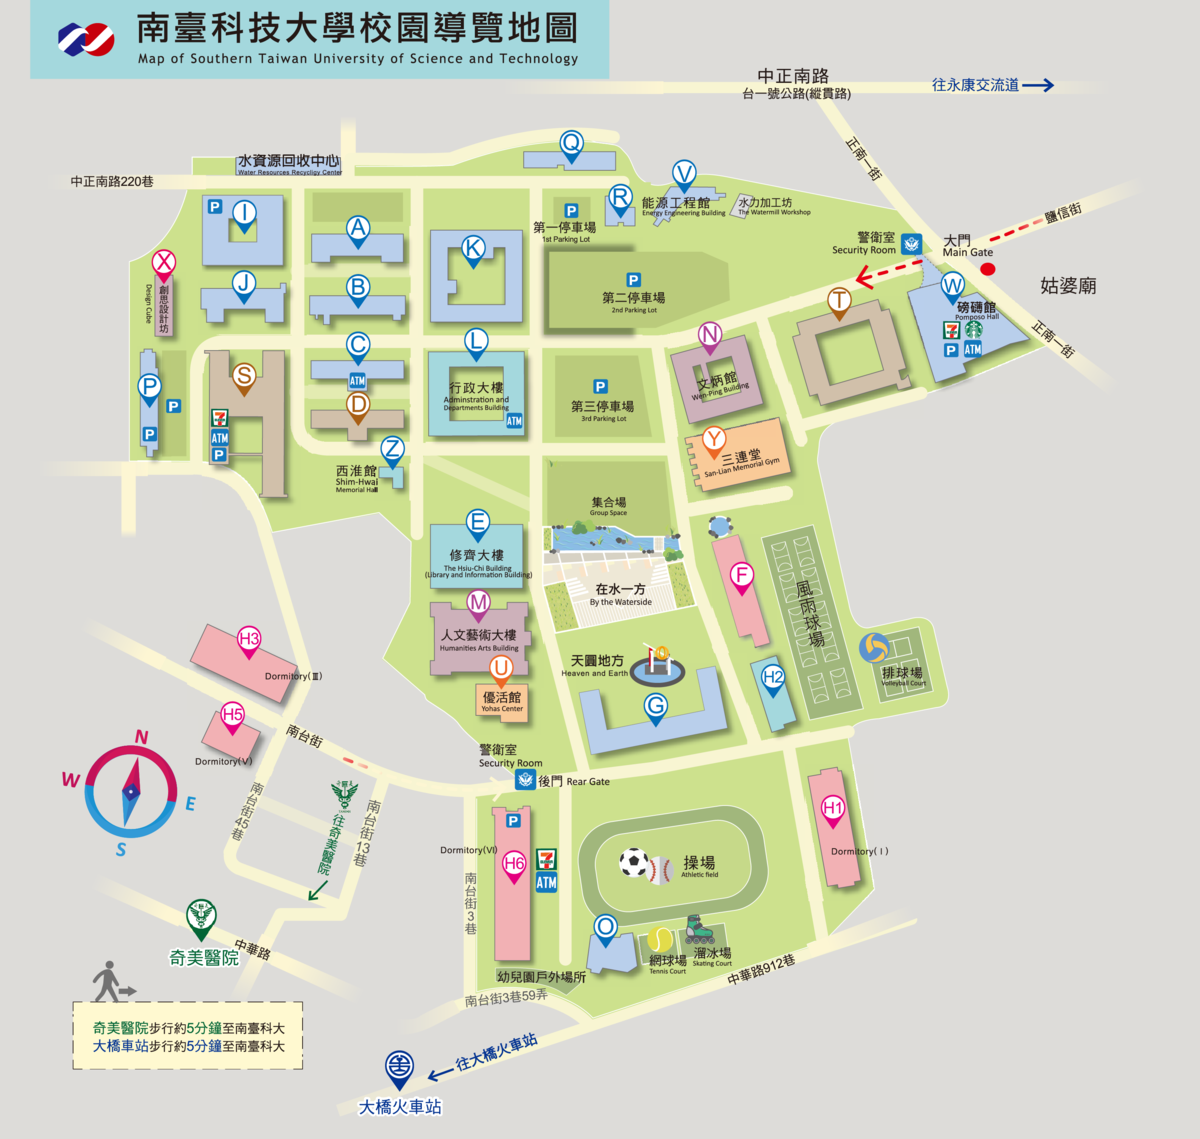 南臺科技大學校園導覽地圖
Map of Southern Taiwan University of Science and Technology
中正南路
台一號公路(縱貫路)
往永康交流道
正南一街
鹽信街
中正南路220巷
水資源回收中心
Water Resources Recycligy Center
Q
V
R
能源工程館
Energy Engineering Building
水力加工坊
The Watermill Workshop
P
I
A
K
P
第一停車場
1st Parking Lot
警衛室
Security Room
大門
Main Gate
X
創思設計坊
Design Cube
J
B
P
第二停車場
2nd Parking Lot
T
W
磅礴館
Pomposo Hall
7 ELEVEN
P
ATM
姑婆廟
正南一街
C
ATM
L
行政大樓
Adminstration and
Departments Building
ATM
N
文炳館
Wen-Ping Building
P
P
P
S
7 ELEVEN
ATM
P
D
P
第三停車場
3rd Parking Lot
Y
三連堂
San-Lian Memorial Gym
Z
西淮館
Shim-Hwai
Memorial Hall
集合場
Group Space
E
修齊大樓
The Hsiu-Chi Building
(Library and Information Building)
在水一方
By the Waterside
F
風雨球場
M
人文藝術大樓
Humanities Arts Building
U
優活館
Yohas Center
天圓地方
Heaven and Earth
G
H2
排球場
Volleyball Court
H3
Dormitory(Ⅲ)
H5
Dormitory(Ⅴ)
南台街
N
W
E
S
南台街45巷
往奇美醫院
南台街13巷
警衛室
Security Room
後門 Rear Gate
P
Dormitory(Ⅵ)
H6
7 ELEVEN
ATM
南台街3巷
操場
Athletic field
H1
Dormitory(Ⅰ)
O
網球場
Tennis Court
溜冰場
Skating Court
幼兒園戶外場所
南台街3巷59弄
中華路912巷
奇美醫院
中華路
奇美醫院步行約5分鐘至南臺科大
大橋車站步行約5分鐘至南臺科大
往大橋火車站
大橋火車站